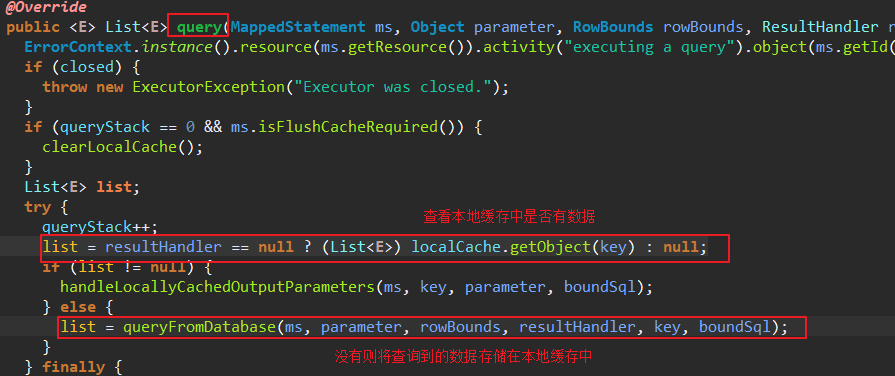 @Override
public <E> List<E> query(MappedStatement ms, Object parameter, RowBounds rowBounds, ResultHandler r
ErrorContext.instance().resource(ms.getResource()).activity("executing a query").object(ms.getId(
if (closed) {
throw new ExecutorException("Executor was closed.");
}
if (queryStack == 0 && ms.isFlushCacheRequired()) {
clearLocalCache();
}
List<E> list;
try {
查看本地缓存中是否有数据
queryStack++;
list = resultHandler == null ? (List<E>) localCache.getObject(key) : null;
if (list != null) {
handleLocallyCachedOutputParameters(ms, key, parameter, boundSql);
} else {
list = queryFromDatabase(ms, parameter, rowBounds, resultHandler, key, boundSql);
}
没有则将查询到的数据存储在本地缓存中
} finally {